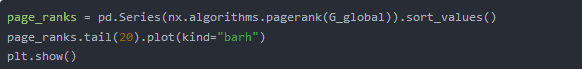 page_ranks = pd.Series(nx.algorithms.pagerank(G_global)).sort_values()
page_ranks.tail(20).plot(kind="barh")
plt.show()